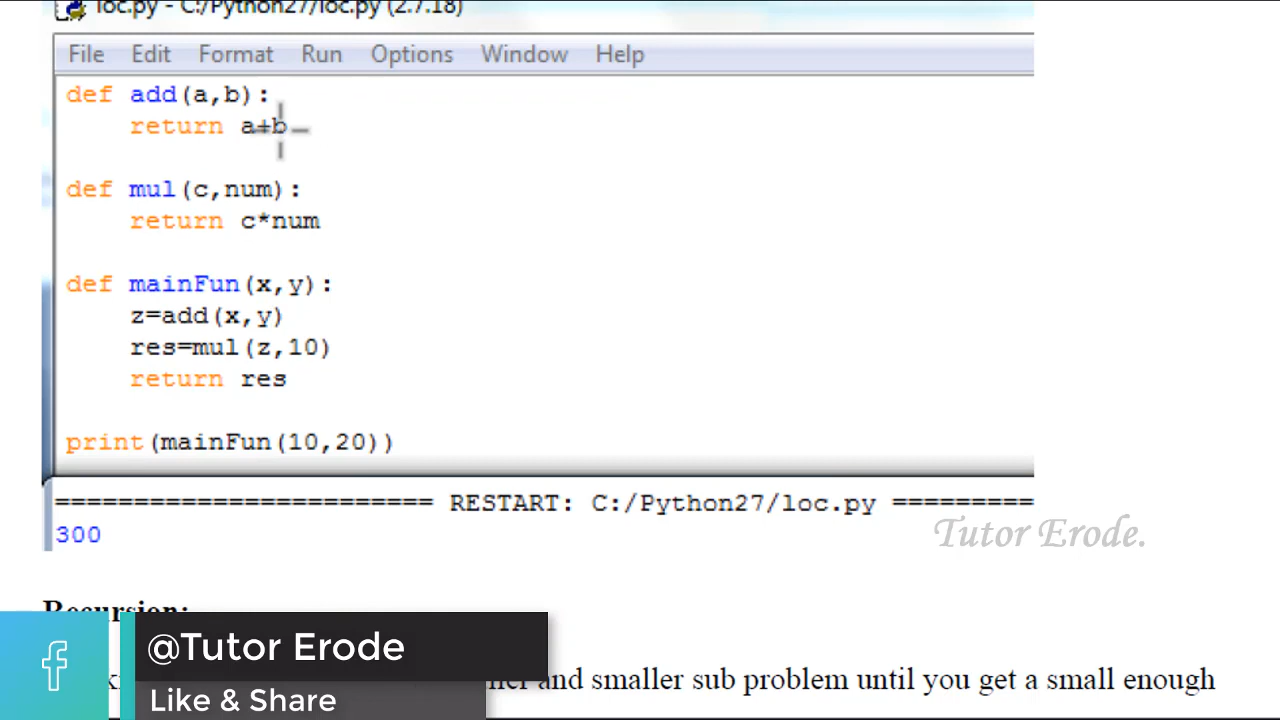 loc.py - C:/Python27/loc.py (2.7.18)
File Edit Format Run Options Window Help
def add(a,b):
    return a+b
def mul(c,num):
    return c*num
def mainFun(x,y):
    z=add(x,y)
    res=mul(z,10)
    return res
print(mainFun(10,20))
======================== RESTART: C:/Python27/loc.py =========
300
Tutor Erode.
Recursion:
@Tutor Erode
and smaller sub problem until you get a small enough
Like & Share